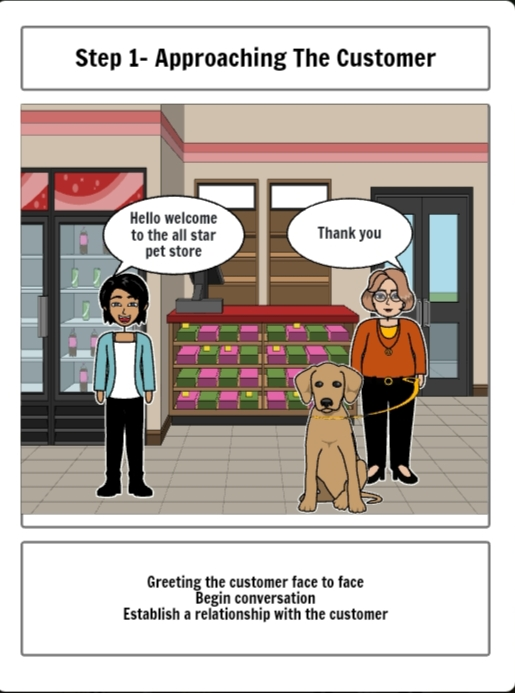 Step 1- Approaching The Customer
Hello welcome
to the all star
pet store
Thank you
Greeting the customer face to face
Begin conversation
Establish a relationship with the customer